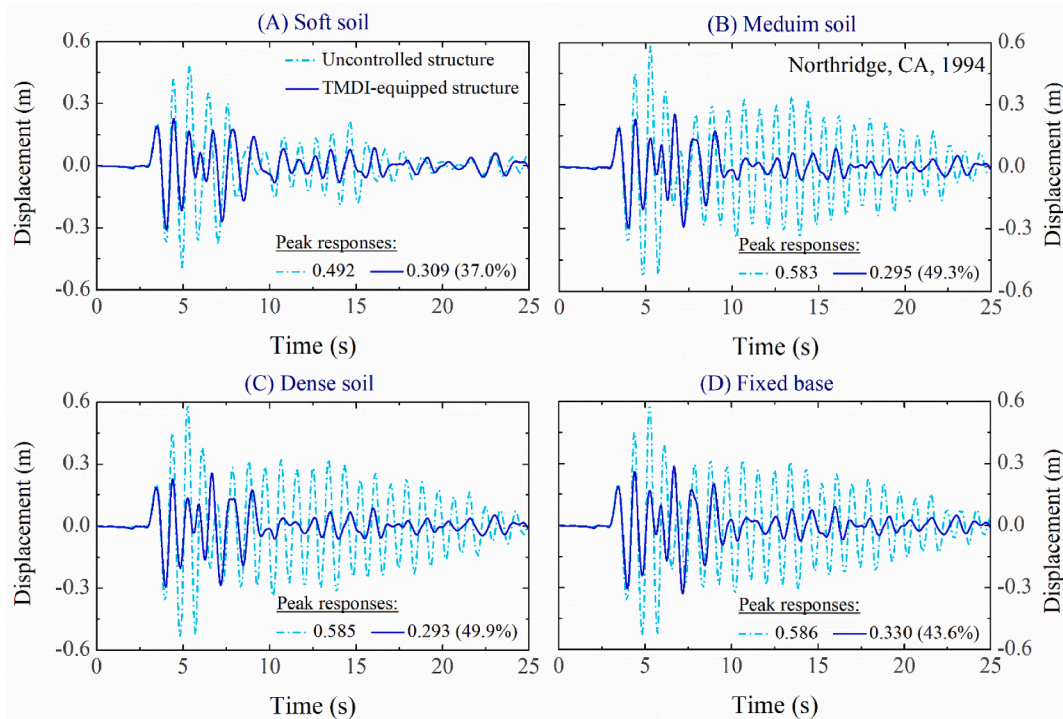 (A) Soft soil
0.6
0.3
0.0
-0.3
-0.6
Displacement (m)
Uncontrolled structure
TMDI-equipped structure
Peak responses:
0.492 0.309 (37.0%)
0 5 10 15 20 25
Time (s)
(B) Meduim soil
Northridge, CA, 1994
0.6
0.3
0.0
-0.3
-0.6
Displacement (m)
Peak responses:
0.583 0.295 (49.3%)
0 5 10 15 20 25
Time (s)
(C) Dense soil
0.6
0.3
0.0
-0.3
-0.6
Displacement (m)
Peak responses:
0.585 0.293 (49.9%)
0 5 10 15 20 25
Time (s)
(D) Fixed base
0.6
0.3
0.0
-0.3
-0.6
Displacement (m)
Peak responses:
0.586 0.330 (43.6%)
0 5 10 15 20 25
Time (s)